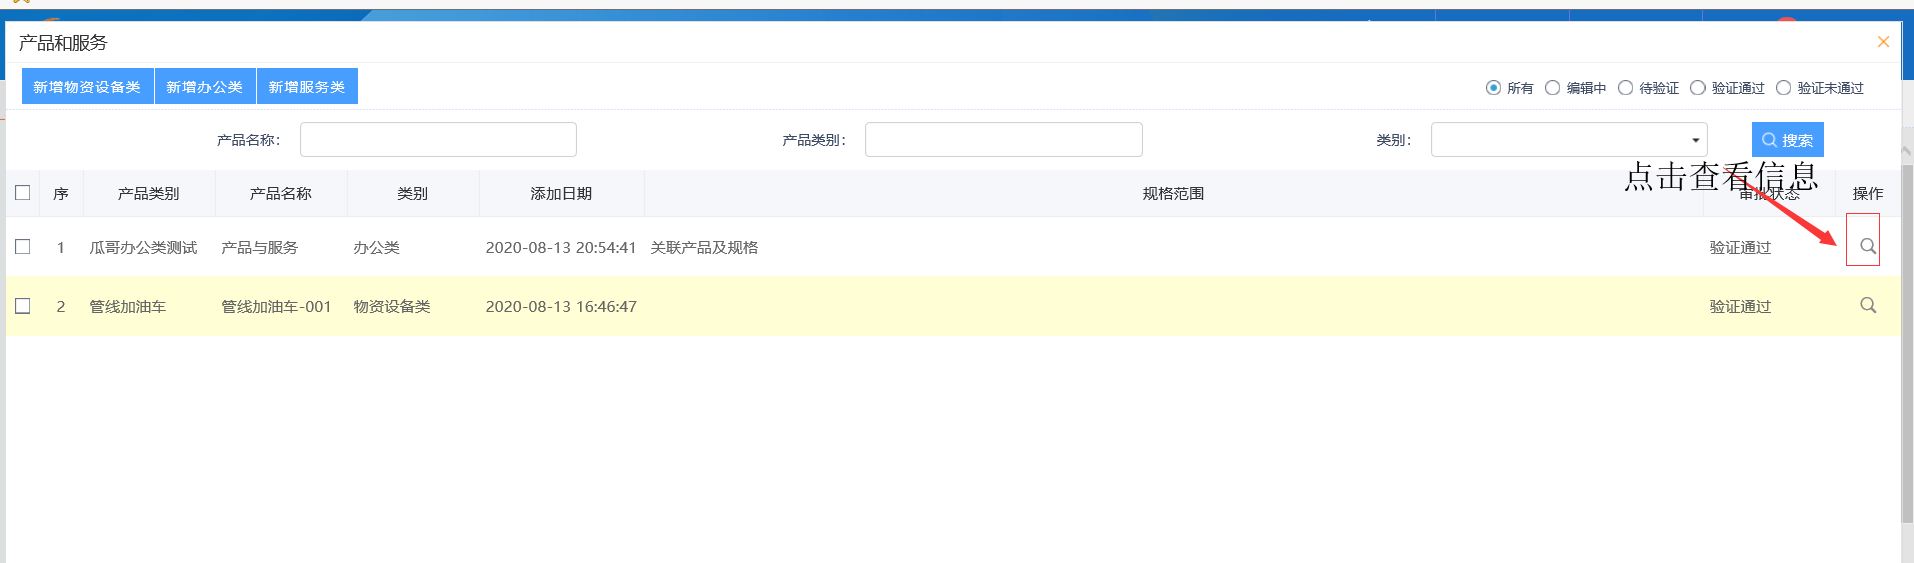 产品和服务
新增物资设备类 新增办公类 新增服务类 所有 编辑中 待验证 验证通过 验证未通过
产品名称: 产品类别: 类别: 搜索
点击查看信息
序 产品类别 产品名称 类别 添加日期 规格范围 审批状态 操作
1 瓜哥办公类测试 产品与服务 办公类 2020-08-13 20:54:41 关联产品及规格 验证通过
2 管线加油车 管线加油车-001 物资设备类 2020-08-13 16:46:47 验证通过